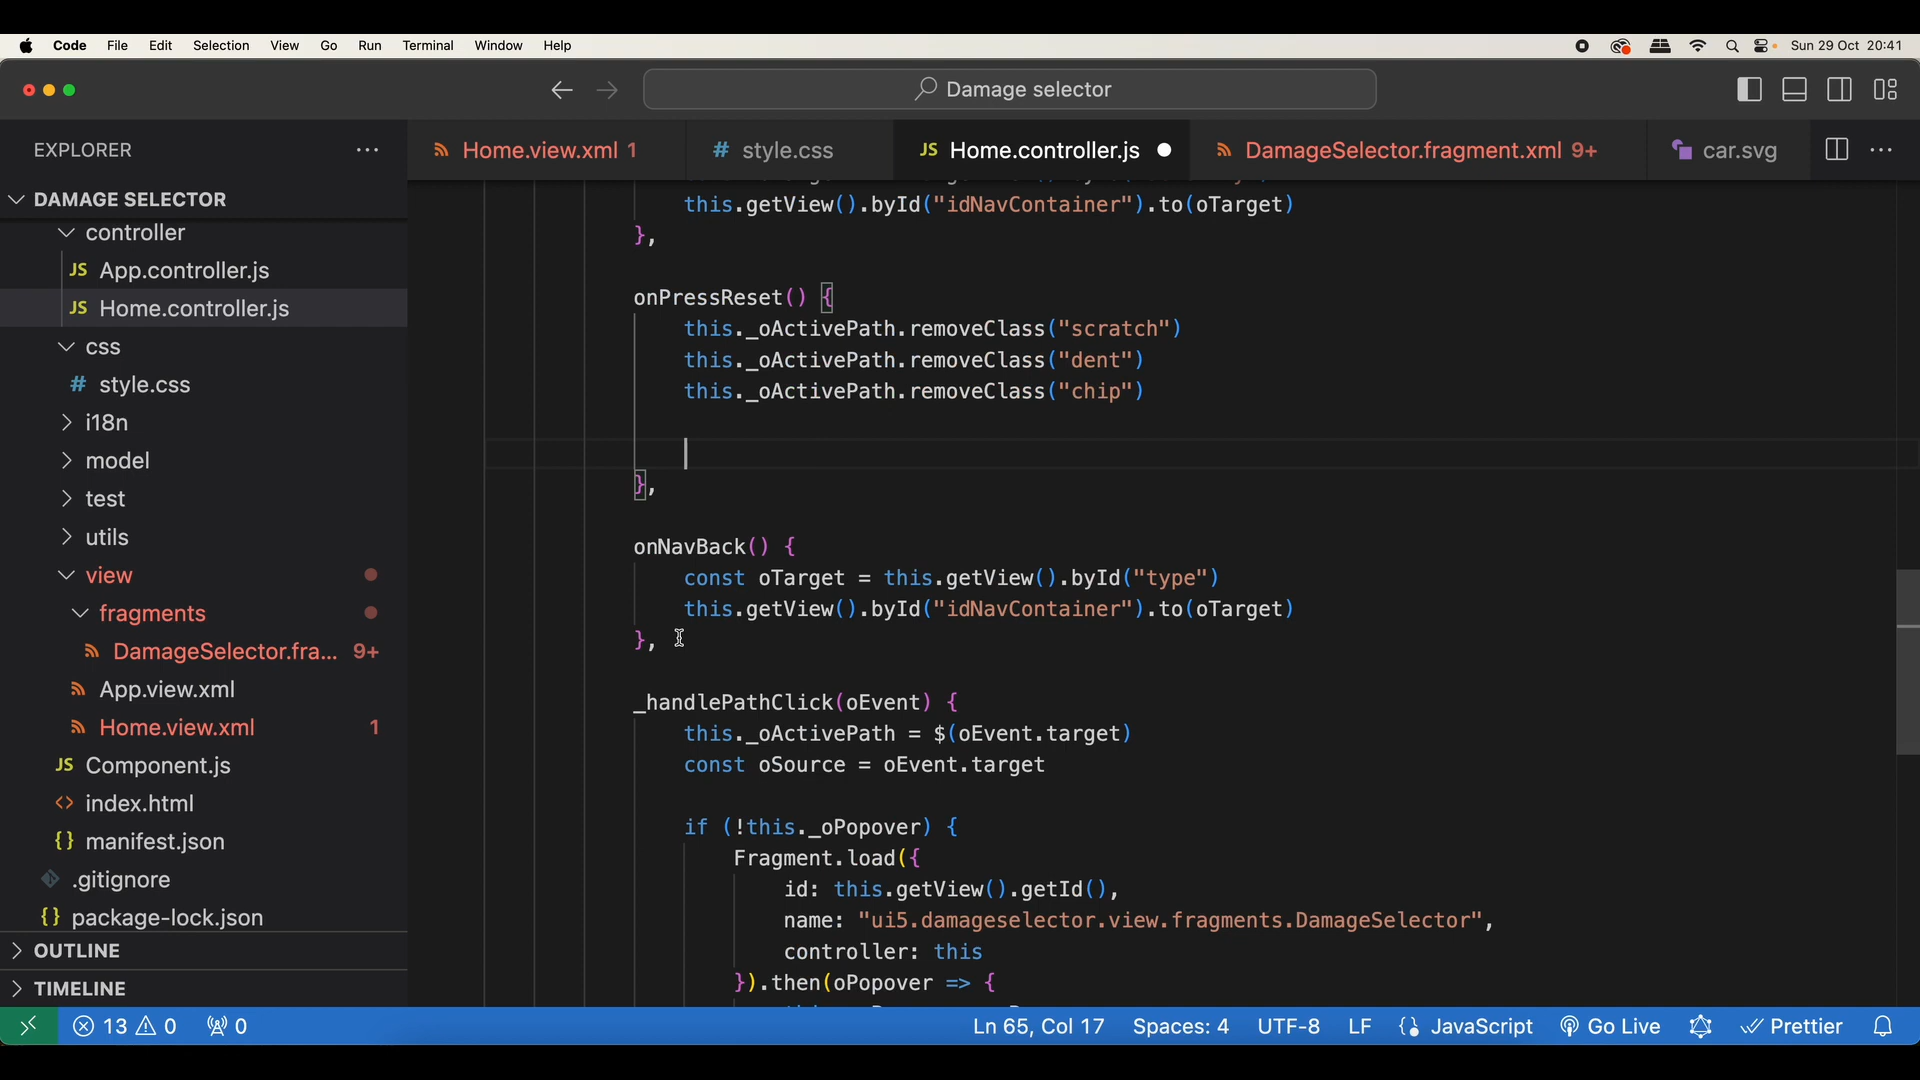 Code File Edit Selection View Go Run Terminal Window Help Sun 29 Oct 20:41
Damage selector
EXPLORER
Home.view.xml 1
# style.css
JS Home.controller.js
DamageSelector.fragment.xml 9+
car.svg
DAMAGE SELECTOR
controller
JS App.controller.js
JS Home.controller.js
css
# style.css
i18n
model
test
utils
view
fragments
DamageSelector.fra... 9+
App.view.xml
Home.view.xml 1
JS Component.js
<> index.html
{} manifest.json
.gitignore
{} package-lock.json
OUTLINE
TIMELINE
this.getView().byId("idNavContainer").to(oTarget)
},
onPressReset() {
this._oActivePath.removeClass("scratch")
this._oActivePath.removeClass("dent")
this._oActivePath.removeClass("chip")
},
onNavBack() {
const oTarget = this.getView().byId("type")
this.getView().byId("idNavContainer").to(oTarget)
},
_handlePathClick(oEvent) {
this._oActivePath = $(oEvent.target)
const oSource = oEvent.target
if (!this._oPopover) {
Fragment.load({
id: this.getView().getId(),
name: "ui5.damageselector.view.fragments.DamageSelector",
controller: this
}).then(oPopover => {
13 0 0 Ln 65, Col 17 Spaces: 4 UTF-8 LF {} JavaScript Go Live Prettier